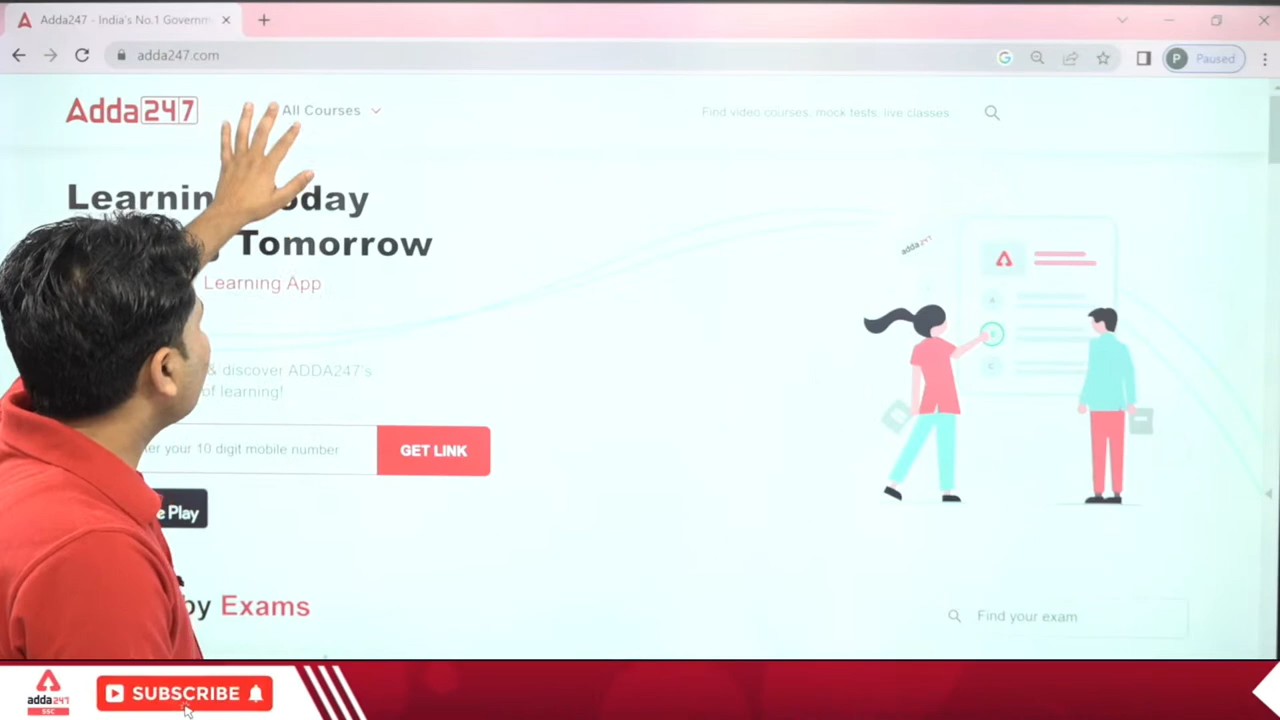 Adda247 - India's No.1 Governm
adda247.com
P Paused
Adda247
All Courses
Find video courses, mock tests, live classes
Learnin oday
Tomorrow
Learning App
& discover ADDA247's
of learning!
er your 10 digit mobile number
GET LINK
e Play
by Exams
Find your exam
adda247
A
C
adda247
SSC
SUBSCRIBE